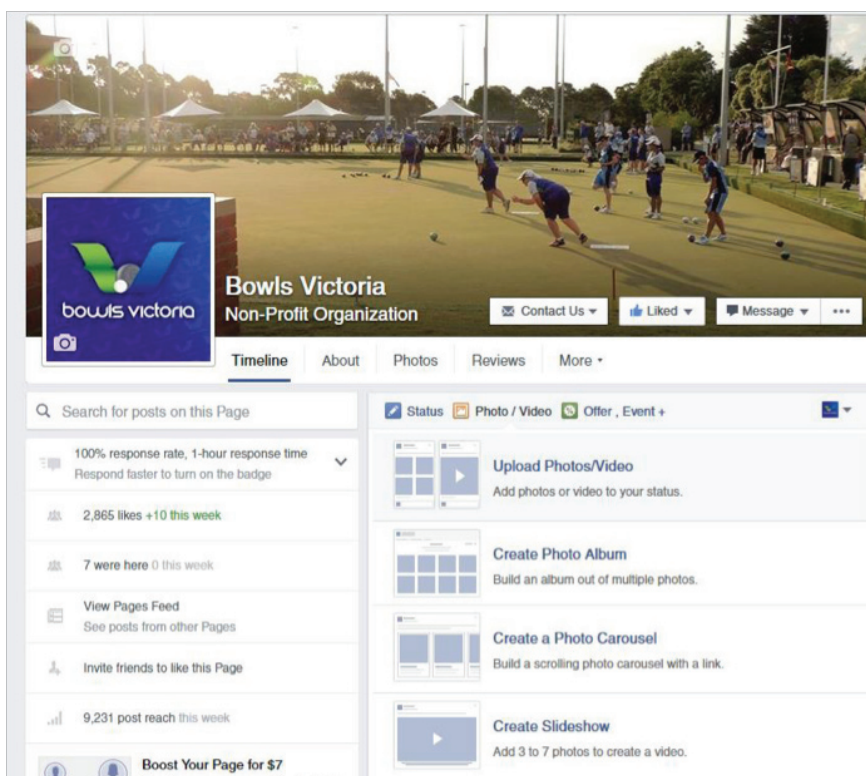 bowls victoria
Bowls Victoria
Non-Profit Organization
Contact Us
Liked
Message
Timeline
About
Photos
Reviews
More
Search for posts on this Page
100% response rate, 1-hour response time
Respond faster to turn on the badge
2,865 likes +10 this week
7 were here 0 this week
View Pages Feed
See posts from other Pages
Invite friends to like this Page
9,231 post reach this week
Boost Your Page for $7
Status
Photo / Video
Offer , Event +
Upload Photos/Video
Add photos or video to your status.
Create Photo Album
Build an album out of multiple photos.
Create a Photo Carousel
Build a scrolling photo carousel with a link.
Create Slideshow
Add 3 to 7 photos to create a video.